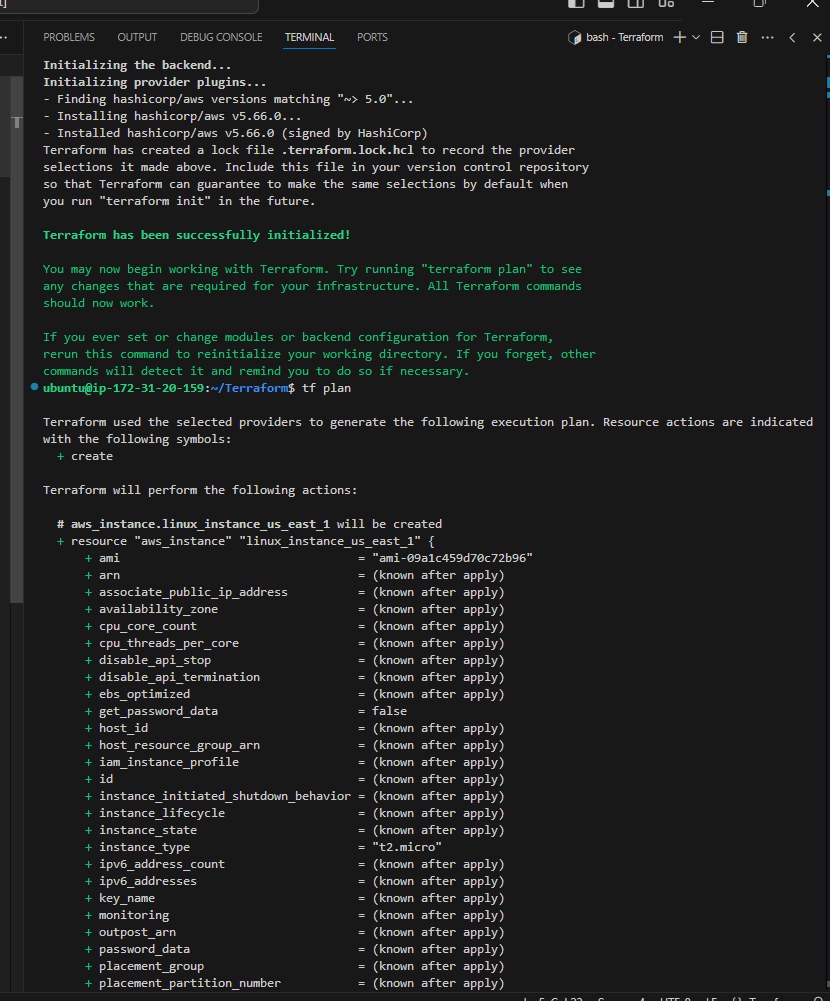 PROBLEMS OUTPUT DEBUG CONSOLE TERMINAL PORTS bash - Terraform
Initializing the backend...
Initializing provider plugins...
- Finding hashicorp/aws versions matching "~> 5.0"...
- Installing hashicorp/aws v5.66.0...
- Installed hashicorp/aws v5.66.0 (signed by HashiCorp)
Terraform has created a lock file .terraform.lock.hcl to record the provider
selections it made above. Include this file in your version control repository
so that Terraform can guarantee to make the same selections by default when
you run "terraform init" in the future.
Terraform has been successfully initialized!
You may now begin working with Terraform. Try running "terraform plan" to see
any changes that are required for your infrastructure. All Terraform commands
should now work.
If you ever set or change modules or backend configuration for Terraform,
rerun this command to reinitialize your working directory. If you forget, other
commands will detect it and remind you to do so if necessary.
ubuntu@ip-172-31-20-159:~/Terraform$ tf plan
Terraform used the selected providers to generate the following execution plan. Resource actions are indicated
with the following symbols:
+ create
Terraform will perform the following actions:
# aws_instance.linux_instance_us_east_1 will be created
+ resource "aws_instance" "linux_instance_us_east_1" {
+ ami = "ami-09a1c459d70c72b96"
+ arn = (known after apply)
+ associate_public_ip_address = (known after apply)
+ availability_zone = (known after apply)
+ cpu_core_count = (known after apply)
+ cpu_threads_per_core = (known after apply)
+ disable_api_stop = (known after apply)
+ disable_api_termination = (known after apply)
+ ebs_optimized = (known after apply)
+ get_password_data = false
+ host_id = (known after apply)
+ host_resource_group_arn = (known after apply)
+ iam_instance_profile = (known after apply)
+ id = (known after apply)
+ instance_initiated_shutdown_behavior = (known after apply)
+ instance_lifecycle = (known after apply)
+ instance_state = (known after apply)
+ instance_type = "t2.micro"
+ ipv6_address_count = (known after apply)
+ ipv6_addresses = (known after apply)
+ key_name = (known after apply)
+ monitoring = (known after apply)
+ outpost_arn = (known after apply)
+ password_data = (known after apply)
+ placement_group = (known after apply)
+ placement_partition_number = (known after apply)